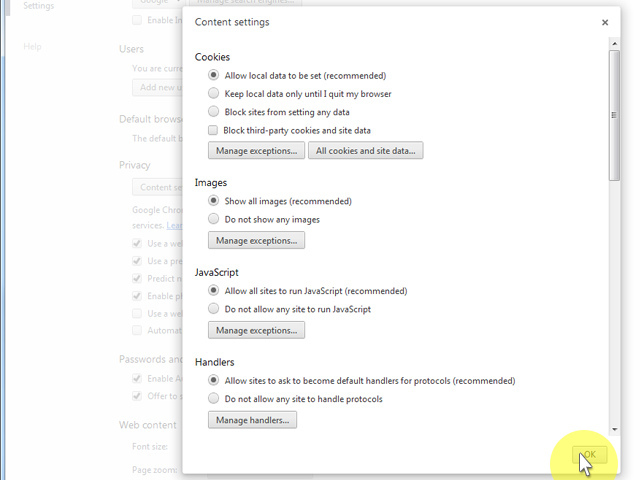 Settings
Google
Manage search engines...
Content settings
Enable In
Cookies
Help
Users
Allow local data to be set (recommended)
You are curre
Keep local data only until I quit my browser
Add new u
Block sites from setting any data
Default brows
Block third-party cookies and site data
The default b
Manage exceptions...
All cookies and site data...
Privacy
Images
Content se
Show all images (recommended)
Google Chro
Do not show any images
services. Lear
Use a we
Manage exceptions...
Use a pre
Predict n
JavaScript
Enable ph
Allow all sites to run JavaScript (recommended)
Use a we
Do not allow any site to run JavaScript
Automat
Manage exceptions...
Passwords and
Handlers
Enable Au
Allow sites to ask to become default handlers for protocols (recommended)
Offer to s
Do not allow any site to handle protocols
Web content
Manage handlers...
Font size:
OK
Page zoom: